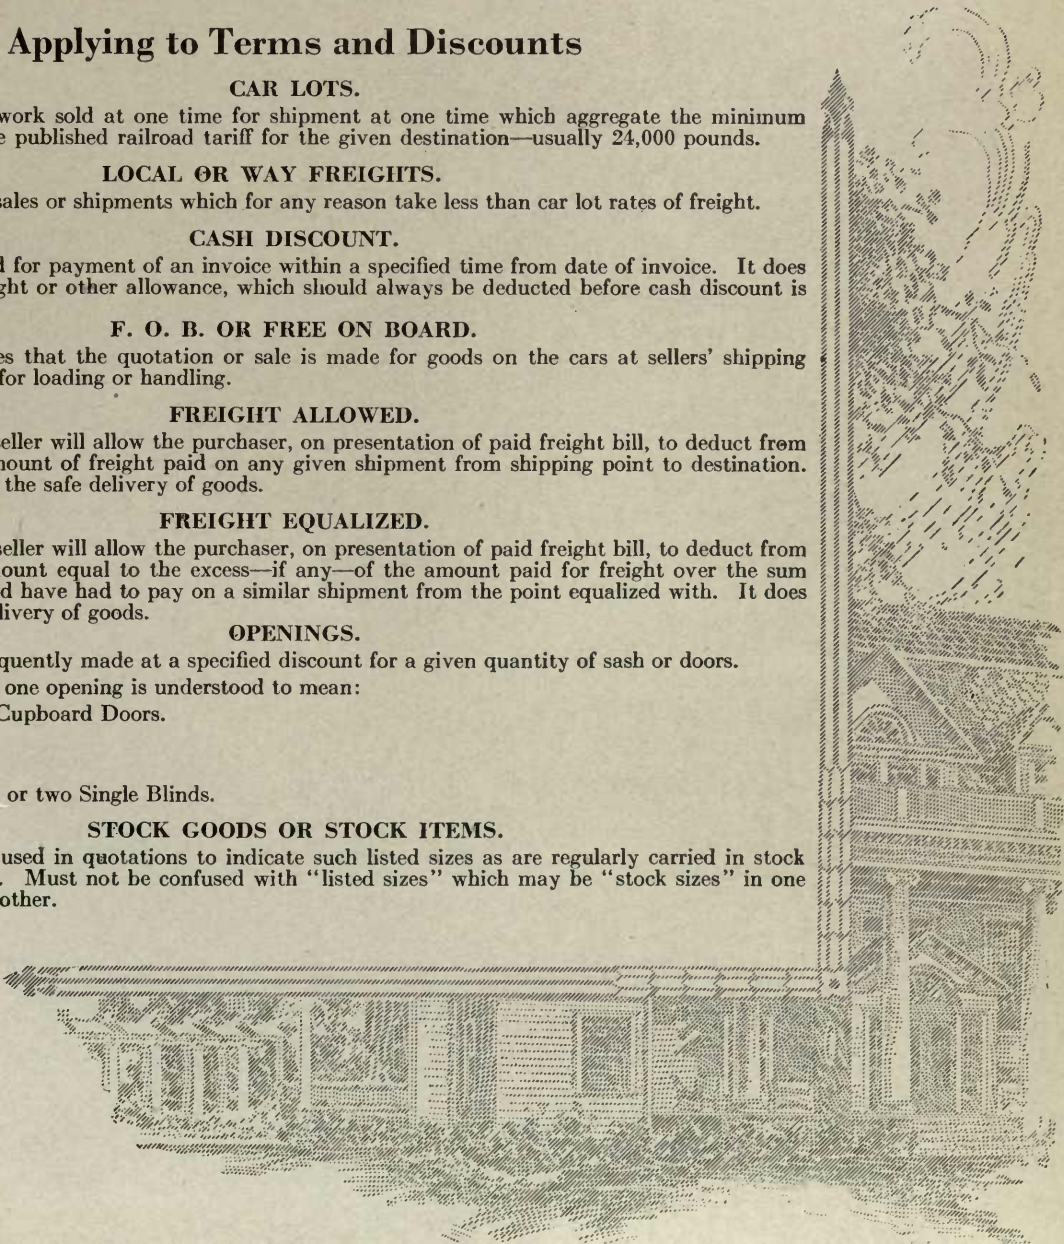 Applying to Terms and Discounts
CAR LOTS.
work sold at one time for shipment at one time which aggregate the minimum
published railroad tariff for the given destination—usually 24,000 pounds.
LOCAL OR WAY FREIGHTS.
sales or shipments which for any reason take less than car lot rates of freight.
CASH DISCOUNT.
for payment of an invoice within a specified time from date of invoice. It does
ght or other allowance, which should always be deducted before cash discount is
F. O. B. OR FREE ON BOARD.
es that the quotation or sale is made for goods on the cars at sellers' shipping
for loading or handling.
FREIGHT ALLOWED.
seller will allow the purchaser, on presentation of paid freight bill, to deduct from
mount of freight paid on any given shipment from shipping point to destination.
the safe delivery of goods.
FREIGHT EQUALIZED.
seller will allow the purchaser, on presentation of paid freight bill, to deduct from
ount equal to the excess—if any—of the amount paid for freight over the sum
d have had to pay on a similar shipment from the point equalized with. It does
livery of goods.
OPENINGS.
quently made at a specified discount for a given quantity of sash or doors.
one opening is understood to mean:
Cupboard Doors.
or two Single Blinds.
STOCK GOODS OR STOCK ITEMS.
used in quotations to indicate such listed sizes as are regularly carried in stock
. Must not be confused with "listed sizes" which may be "stock sizes" in one
other.